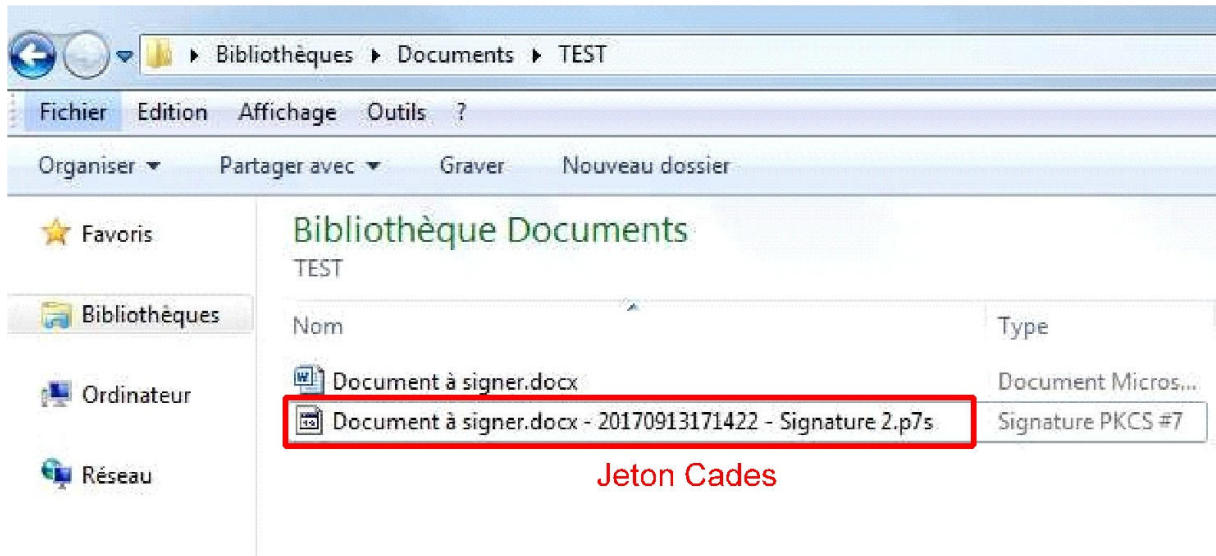 Bibliothèques Documents TEST
Fichier Edition Affichage Outils ?
Organiser Partager avec Graver Nouveau dossier
Favoris
Bibliothèques
Ordinateur
Réseau
Bibliothèque Documents
TEST
Nom Type
Document à signer.docx Document Micros...
Document à signer.docx - 20170913171422 - Signature 2.p7s Signature PKCS #7
Jeton Cades